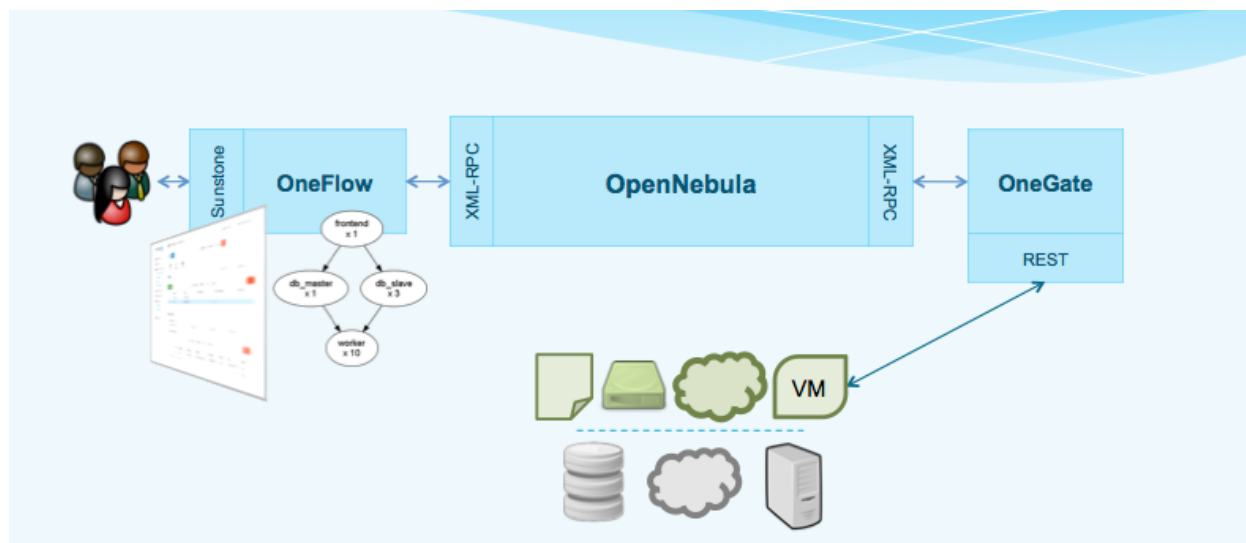 Sunstone
OneFlow
XML-RPC
OpenNebula
XML-RPC
OneGate
REST
frontend
x 1
db_master
x 1
db_slave
x 3
worker
x 10
VM